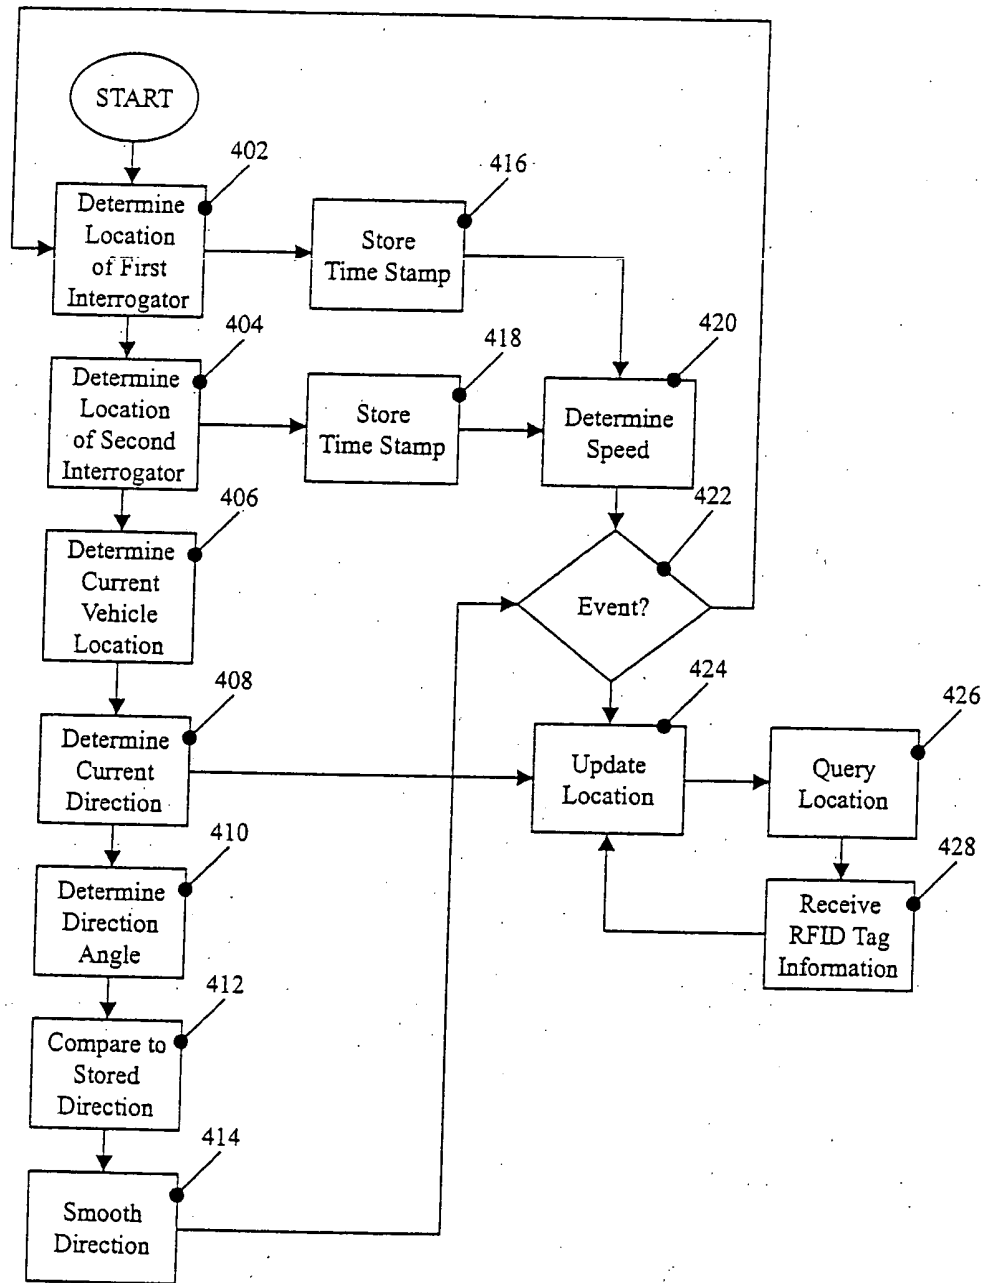 START
402
Determine
Location
of First
Interrogator
416
Store
Time Stamp
404
Determine
Location
of Second
Interrogator
418
Store
Time Stamp
420
Determine
Speed
406
Determine
Current
Vehicle
Location
422
Event?
408
Determine
Current
Direction
424
Update
Location
426
Query
Location
410
Determine
Direction
Angle
428
Receive
RFID Tag
Information
412
Compare to
Stored
Direction
414
Smooth
Direction